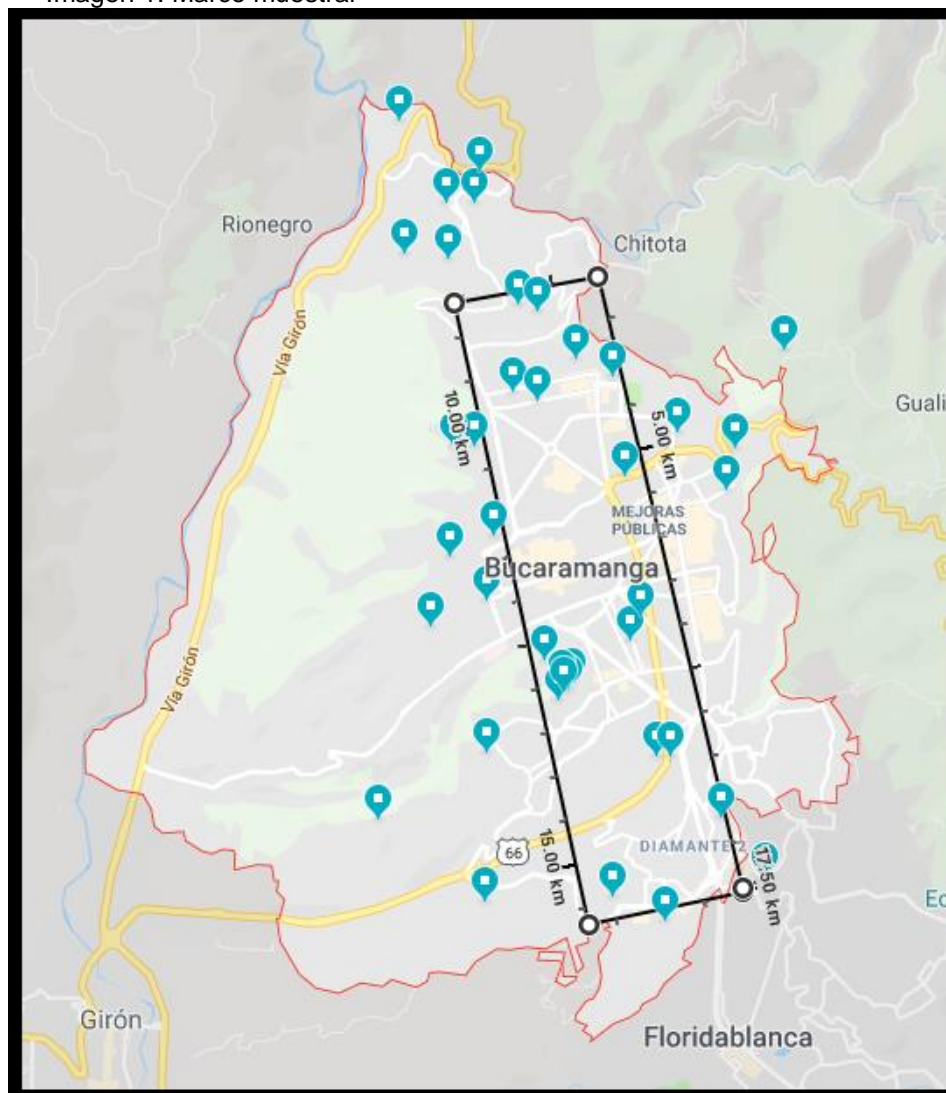 Imagen 1. Marco muestral
Rionegro
Chitota
Vía Girón
10.00 km
5.00 km
Guali
MEJORAS
PÚBLICAS
Bucaramanga
Vía Girón
66
15.00 km
DIAMANTE 2
17.50 km
Ec
Girón
Floridablanca